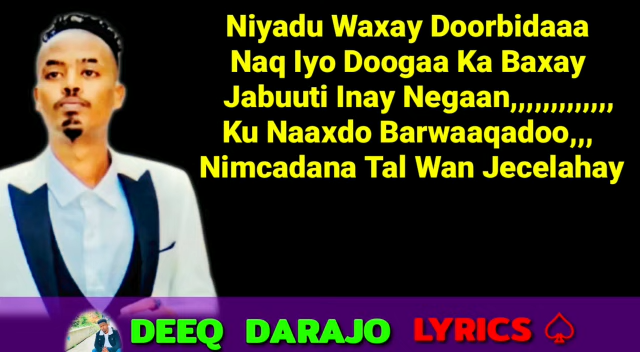 Niyadu Waxay Doorbidaaa
Naq Iyo Doogaa Ka Baxay
Jabuuti Inay Negaan,,,,,,,,,,,,,
Ku Naaxdo Barwaaqadoo,,,
Nimcadana Tal Wan Jecelahay
DEEQ DARAJO LYRICS